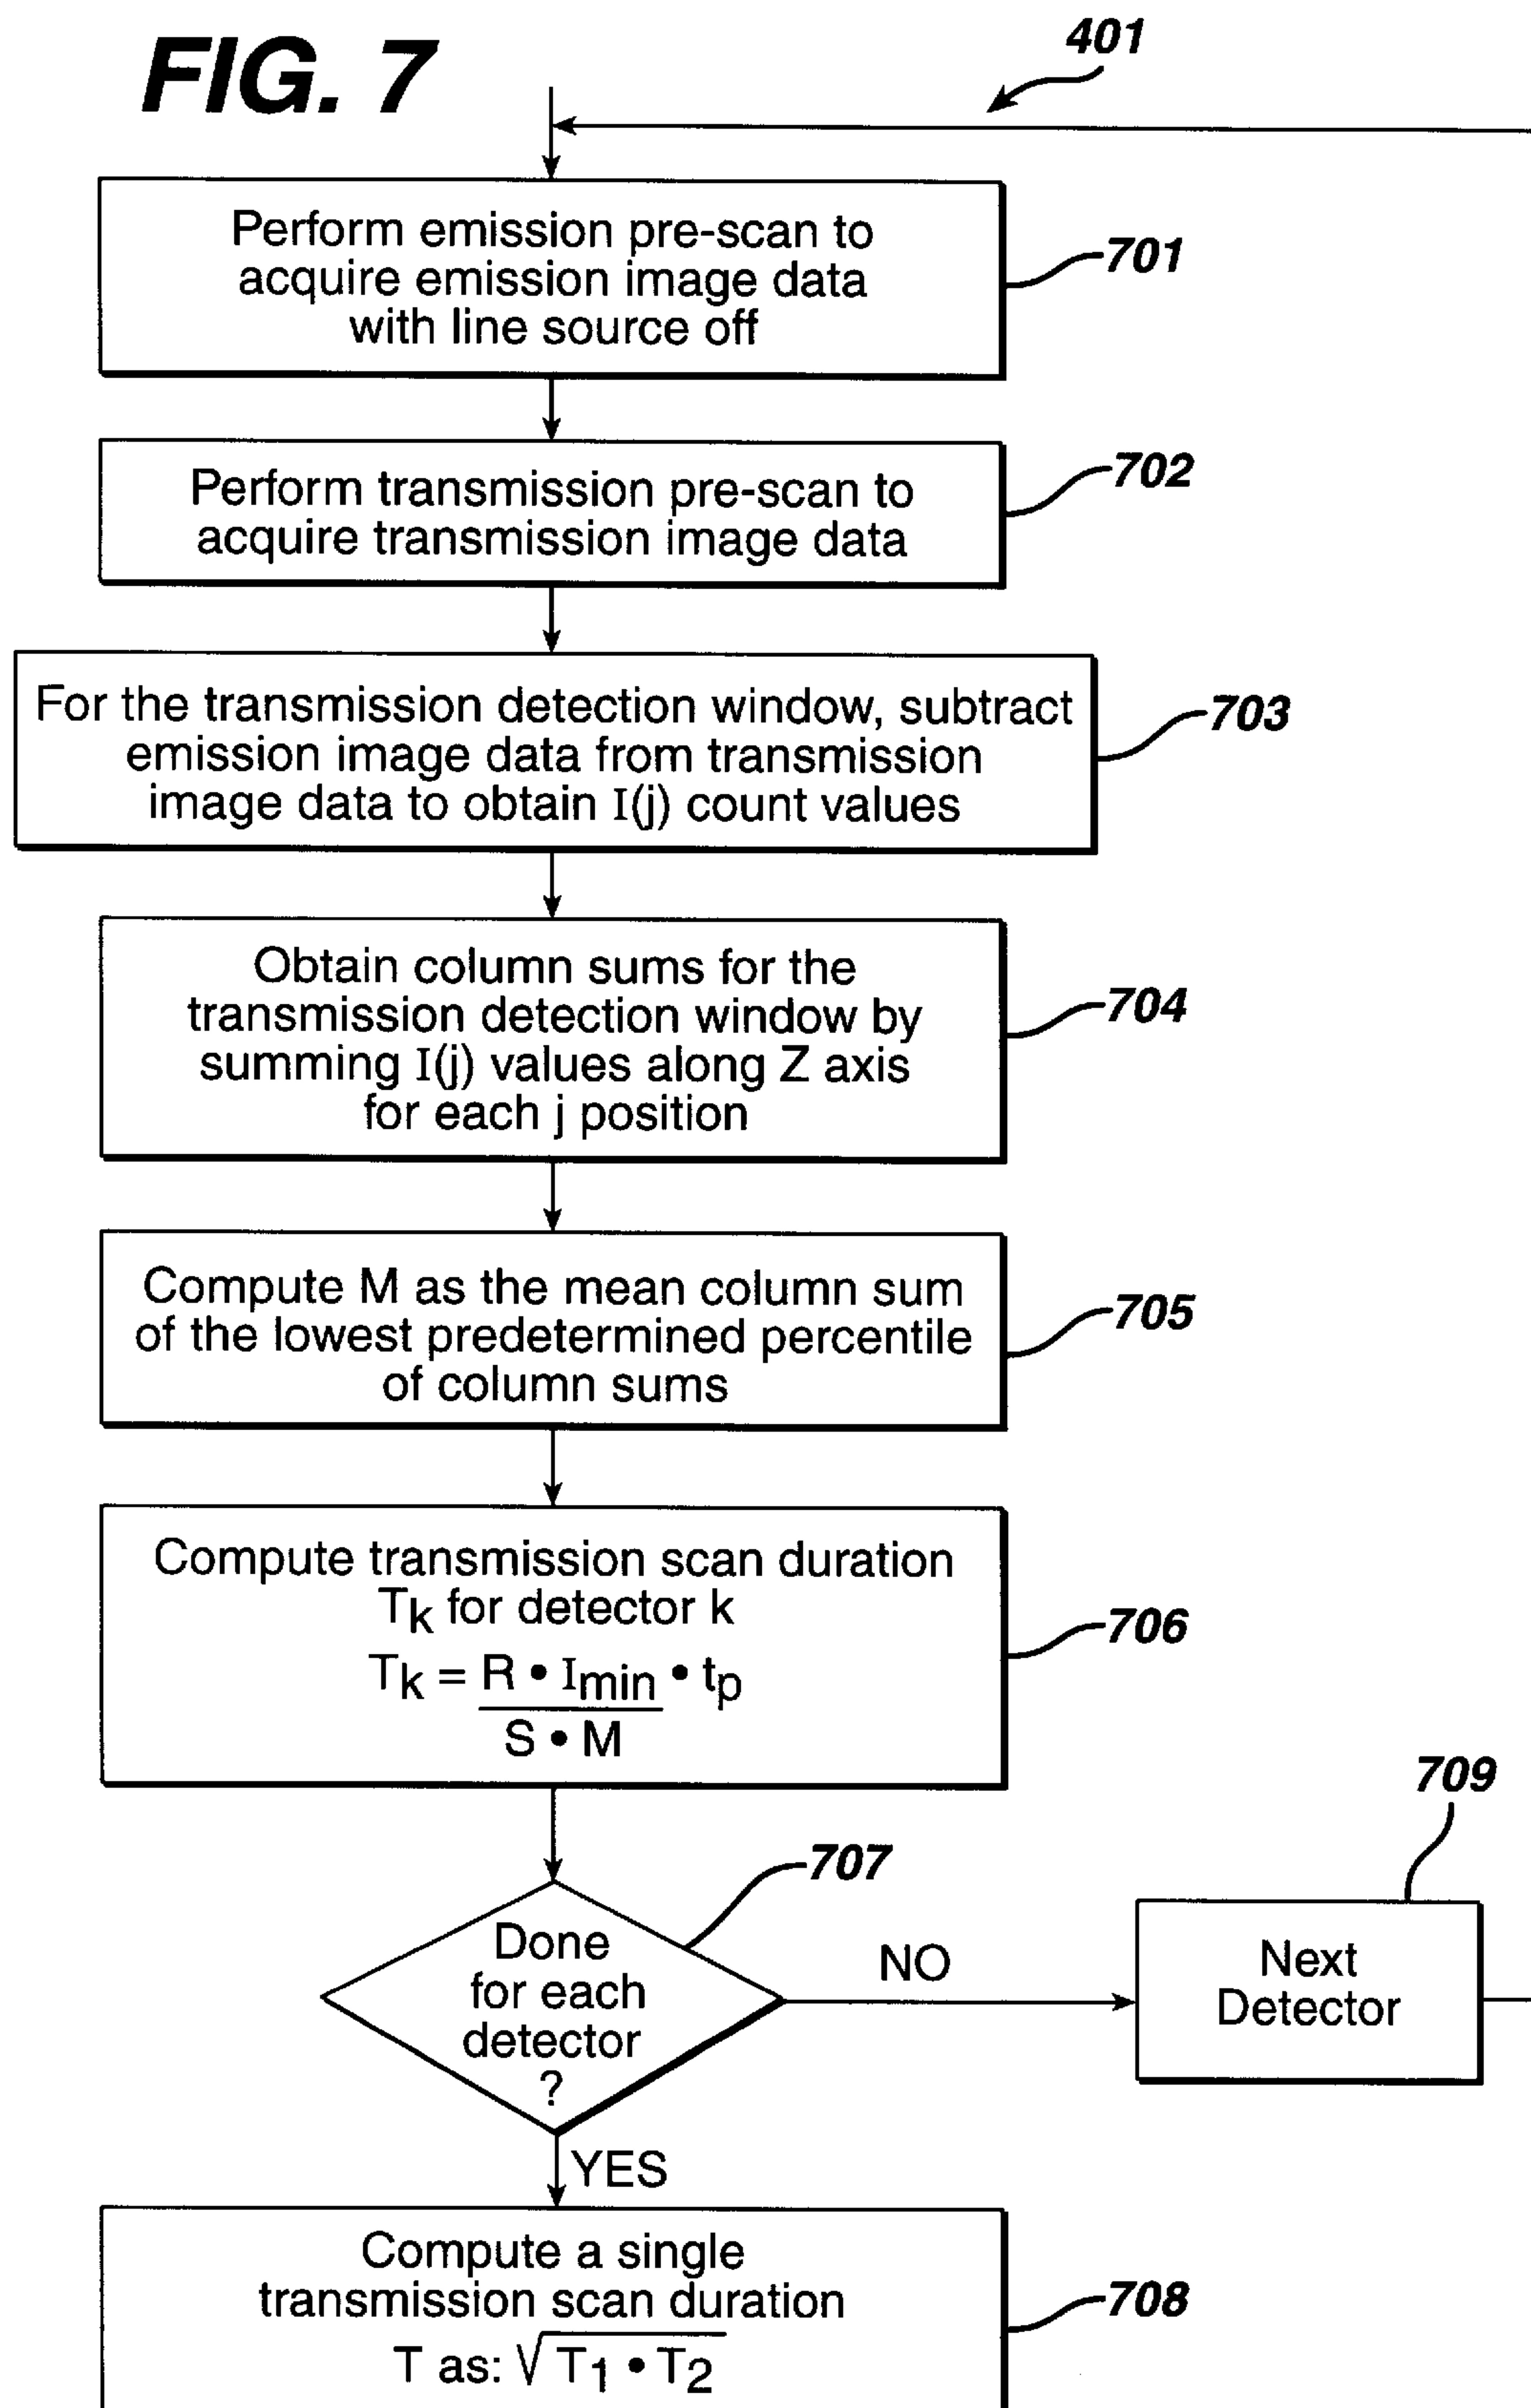 FIG. 7
401
Perform emission pre-scan to
acquire emission image data
with line source off
701
Perform transmission pre-scan to
acquire transmission image data
702
For the transmission detection window, subtract
emission image data from transmission
image data to obtain I(j) count values
703
Obtain column sums for the
transmission detection window by
summing I(j) values along Z axis
for each j position
704
Compute M as the mean column sum
of the lowest predetermined percentile
of column sums
705
Compute transmission scan duration
Tk for detector k
Tk = R • Imin • tp
S • M
706
707
Done
for each
detector
?
NO
709
Next
Detector
YES
Compute a single
transmission scan duration
T as: √T1 • T2
708